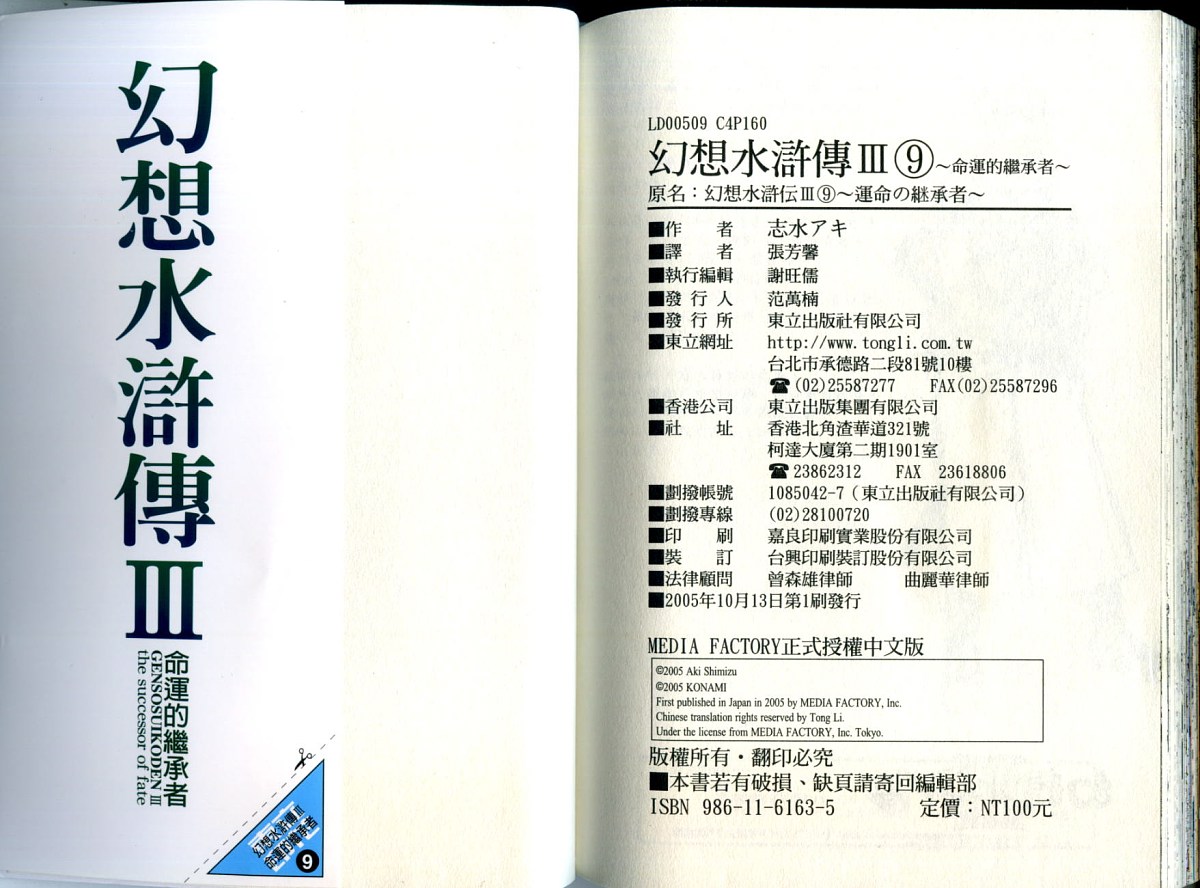 幻想水滸傳Ⅲ
命運的繼承者
GENSOSUIKODEN Ⅲ
the successor of fate
幻想水滸傳Ⅲ
命運的繼承者
9
LD00509 C4P160
幻想水滸傳Ⅲ⑨~命運的繼承者~
原名:幻想水滸伝Ⅲ⑨~運命の継承者~
■作 者 志水アキ
■譯 者 張芳馨
■執行編輯 謝旺儒
■發行人 范萬楠
■發行所 東立出版社有限公司
■東立網址 http://www.tongli.com.tw
台北市承德路二段81號10樓
☎(02)25587277 FAX(02)25587296
■香港公司 東立出版集團有限公司
■社 址 香港北角渣華道321號
柯達大廈第二期1901室
☎23862312 FAX 23618806
■劃撥帳號 1085042-7(東立出版社有限公司)
■劃撥專線 (02)28100720
■印 刷 嘉良印刷實業股份有限公司
■裝 訂 台興印刷裝訂股份有限公司
■法律顧問 曾森雄律師 曲麗華律師
■2005年10月13日第1刷發行
MEDIA FACTORY正式授權中文版
©2005 Aki Shimizu
©2005 KONAMI
First published in Japan in 2005 by MEDIA FACTORY, Inc.
Chinese translation rights reserved by Tong Li.
Under the license from MEDIA FACTORY, Inc. Tokyo.
版權所有・翻印必究
■本書若有破損、缺頁請寄回編輯部
ISBN 986-11-6163-5 定價:NT100元